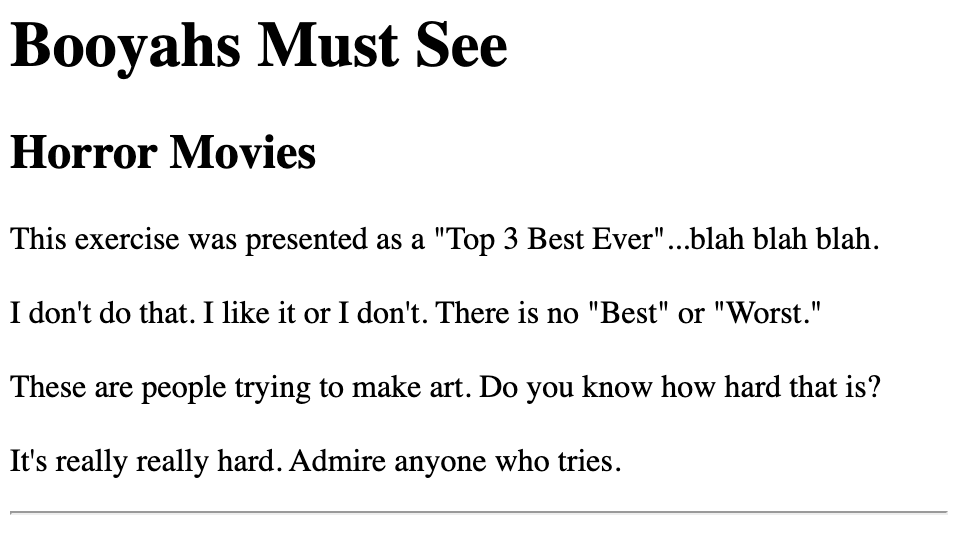 Booyahs Must See
Horror Movies
This exercise was presented as a "Top 3 Best Ever"...blah blah blah.
I don't do that. I like it or I don't. There is no "Best" or "Worst."
These are people trying to make art. Do you know how hard that is?
It's really really hard. Admire anyone who tries.